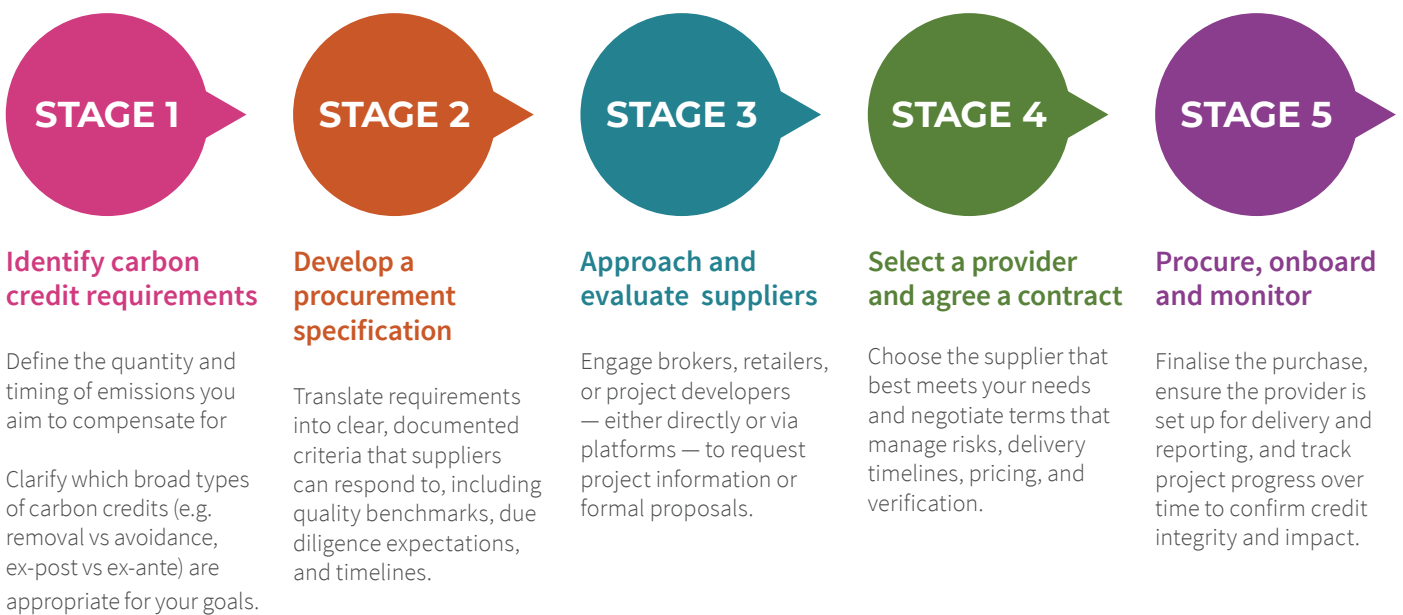 STAGE 1
Identify carbon
credit requirements
Define the quantity and
timing of emissions you
aim to compensate for
Clarify which broad types
of carbon credits (e.g.
removal vs avoidance,
ex-post vs ex-ante) are
appropriate for your goals.
STAGE 2
Develop a
procurement
specification
Translate requirements
into clear, documented
criteria that suppliers
can respond to, including
quality benchmarks, due
diligence expectations,
and timelines.
STAGE 3
Approach and
evaluate suppliers
Engage brokers, retailers,
or project developers
— either directly or via
platforms — to request
project information or
formal proposals.
STAGE 4
Select a provider
and agree a contract
Choose the supplier that
best meets your needs
and negotiate terms that
manage risks, delivery
timelines, pricing, and
verification.
STAGE 5
Procure, onboard
and monitor
Finalise the purchase,
ensure the provider is
set up for delivery and
reporting, and track
project progress over
time to confirm credit
integrity and impact.